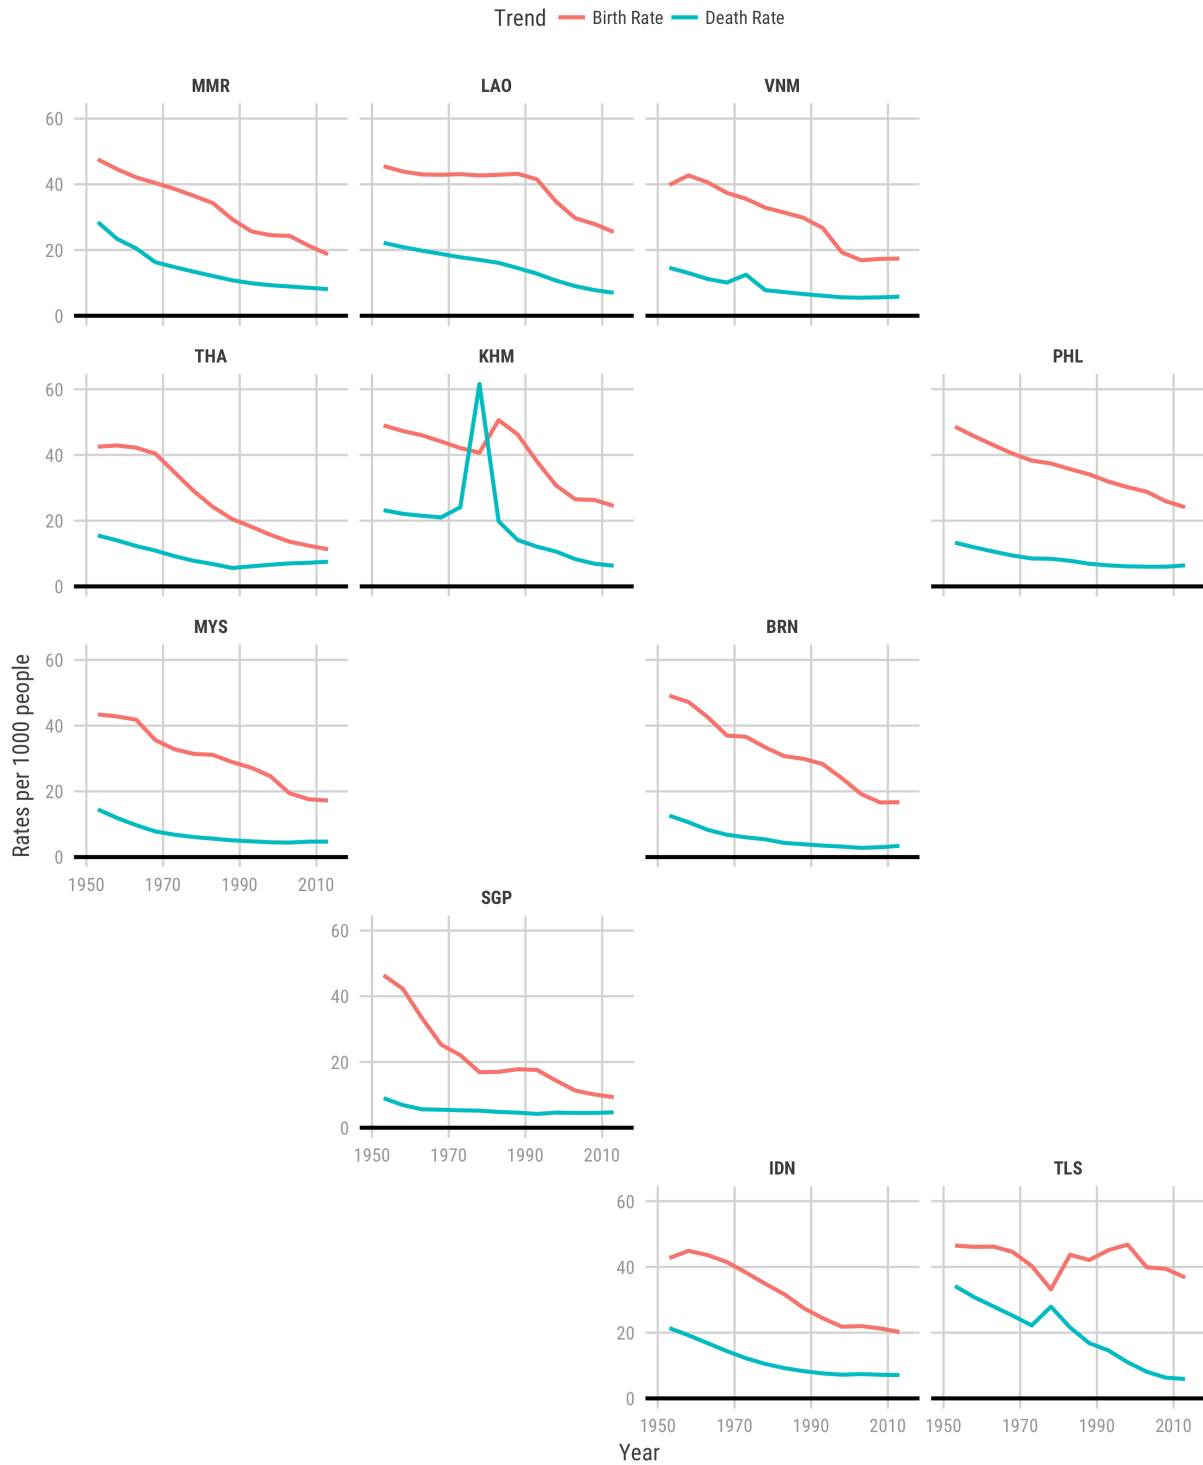 Trend Birth Rate Death Rate
MMR LAO VNM
60
40
20
0
THA KHM PHL
60
40
20
0
MYS BRN
60
40
20
0
1950 1970 1990 2010
Rates per 1000 people
SGP
60
40
20
0
1950 1970 1990 2010
IDN TLS
60
40
20
0
1950 1970 1990 2010 1950 1970 1990 2010
Year